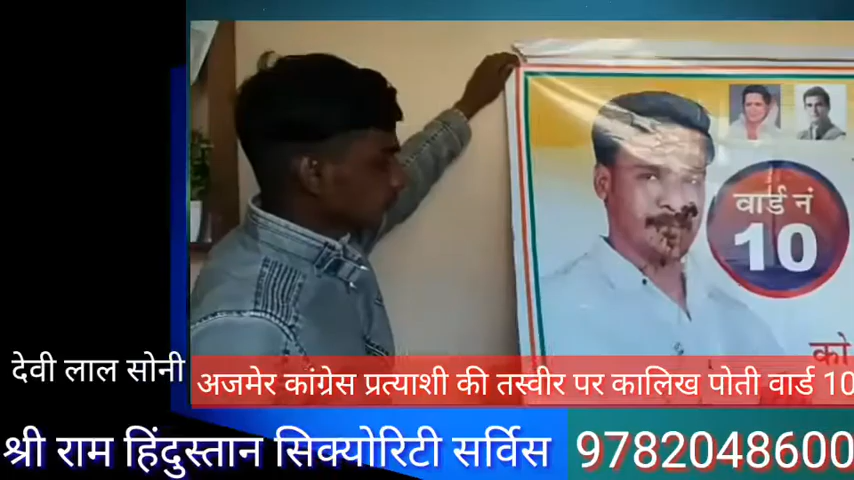 वार्ड नं
10
को
देवी लाल सोनी
अजमेर कांग्रेस प्रत्याशी की तस्वीर पर कालिख पोती वार्ड 10
श्री राम हिंदुस्तान सिक्योरिटी सर्विस
9782048600